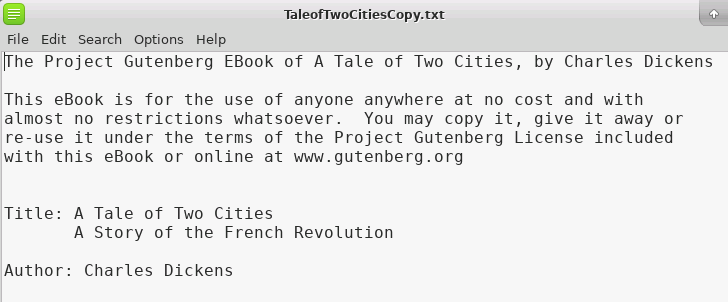 TaleofTwoCitiesCopy.txt
File Edit Search Options Help
The Project Gutenberg EBook of A Tale of Two Cities, by Charles Dickens
This eBook is for the use of anyone anywhere at no cost and with
almost no restrictions whatsoever.  You may copy it, give it away or
re-use it under the terms of the Project Gutenberg License included
with this eBook or online at www.gutenberg.org
Title: A Tale of Two Cities
       A Story of the French Revolution
Author: Charles Dickens